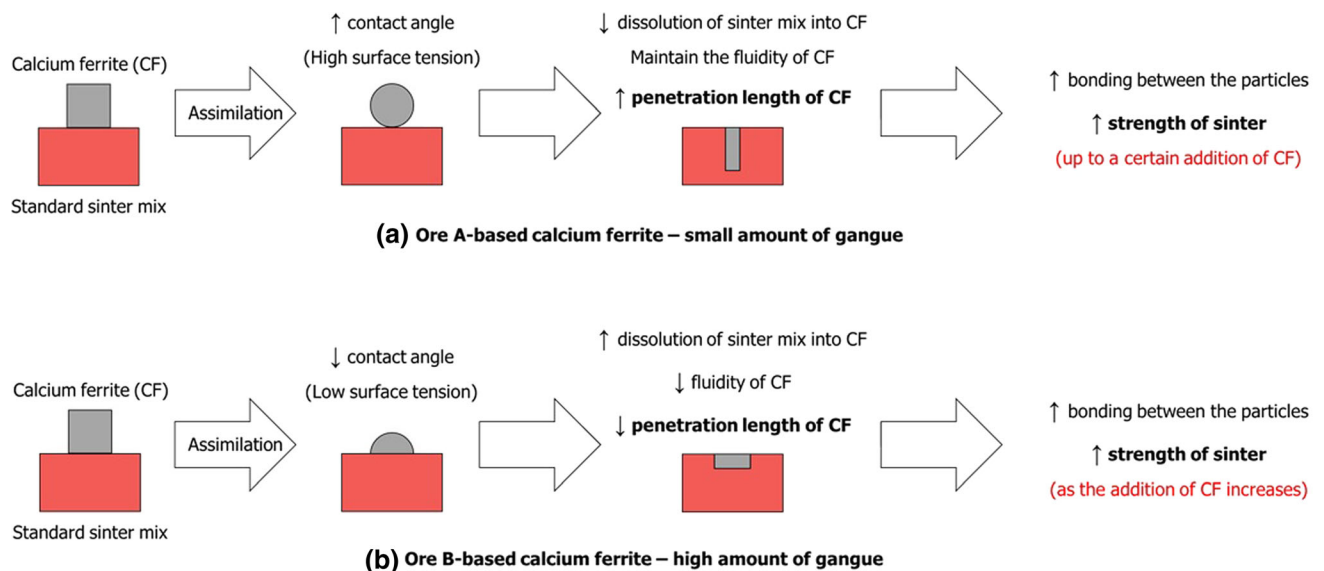 Calcium ferrite (CF)
Standard sinter mix
Assimilation
↑ contact angle
(High surface tension)
↓ dissolution of sinter mix into CF
Maintain the fluidity of CF
↑ penetration length of CF
↑ bonding between the particles
↑ strength of sinter
(up to a certain addition of CF)
(a) Ore A-based calcium ferrite – small amount of gangue
Calcium ferrite (CF)
Standard sinter mix
Assimilation
↓ contact angle
(Low surface tension)
↑ dissolution of sinter mix into CF
↓ fluidity of CF
↓ penetration length of CF
↑ bonding between the particles
↑ strength of sinter
(as the addition of CF increases)
(b) Ore B-based calcium ferrite – high amount of gangue